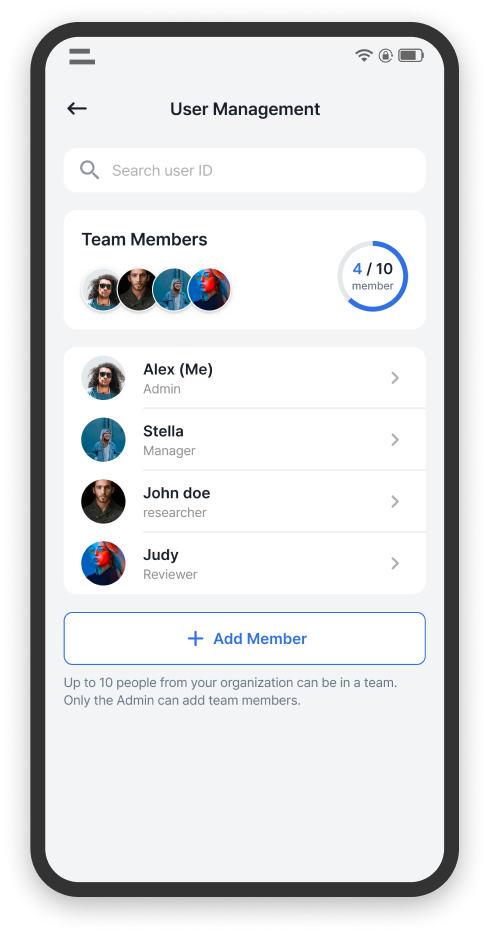 User Management
Search user ID
Team Members
4 / 10
member
Alex (Me)
Admin
Stella
Manager
John doe
researcher
Judy
Reviewer
Add Member
Up to 10 people from your organization can be in a team.
Only the Admin can add team members.